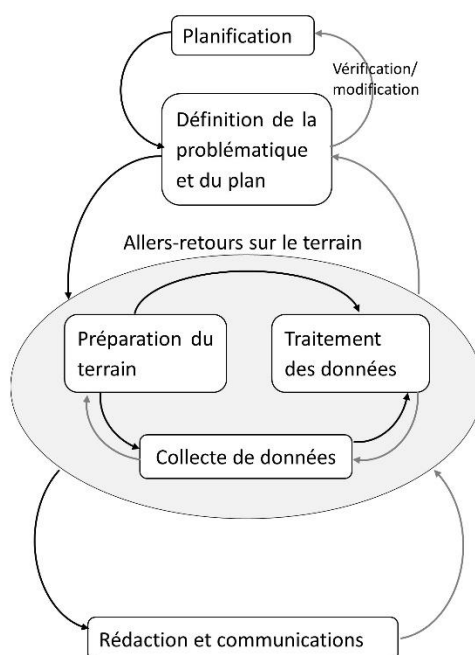 Planification
Vérification/
modification
Définition de la
problématique
et du plan
Allers-retours sur le terrain
Préparation du
terrain
Traitement
des données
Collecte de données
Rédaction et communications